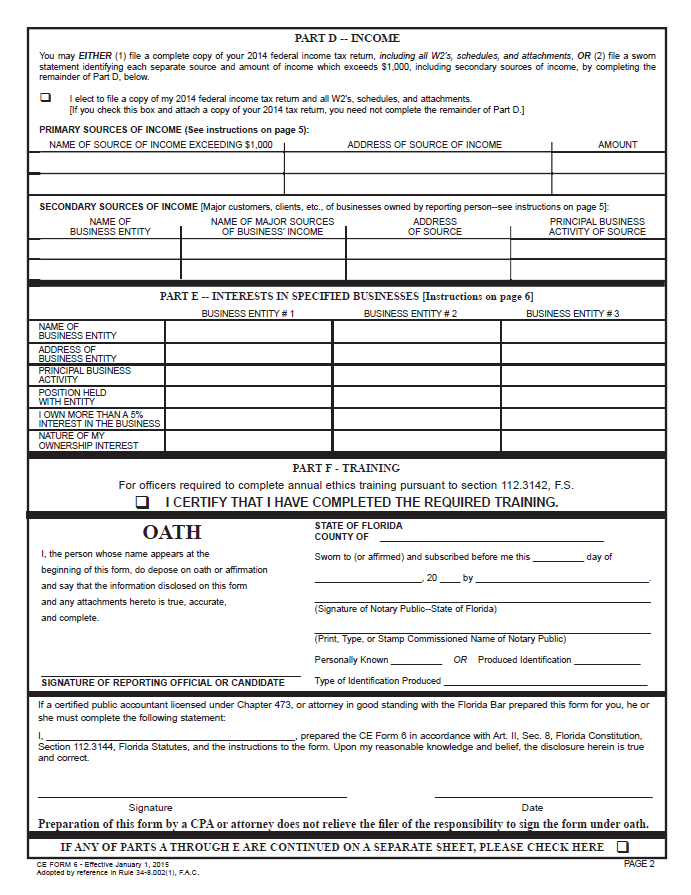 PART D -- INCOME
You may EITHER (1) file a complete copy of your 2014 federal income tax return, including all W2's, schedules, and attachments, OR (2) file a sworn
statement identifying each separate source and amount of income which exceeds $1,000, including secondary sources of income, by completing the
remainder of Part D, below.
❑ I elect to file a copy of my 2014 federal income tax return and all W2's, schedules, and attachments.
[If you check this box and attach a copy of your 2014 tax return, you need not complete the remainder of Part D.]
PRIMARY SOURCES OF INCOME (See instructions on page 5):
NAME OF SOURCE OF INCOME EXCEEDING $1,000 ADDRESS OF SOURCE OF INCOME AMOUNT
SECONDARY SOURCES OF INCOME [Major customers, clients, etc., of businesses owned by reporting person--see instructions on page 5]:
NAME OF NAME OF MAJOR SOURCES ADDRESS PRINCIPAL BUSINESS
BUSINESS ENTITY OF BUSINESS' INCOME OF SOURCE ACTIVITY OF SOURCE
PART E -- INTERESTS IN SPECIFIED BUSINESSES [Instructions on page 6]
BUSINESS ENTITY # 1 BUSINESS ENTITY # 2 BUSINESS ENTITY # 3
NAME OF
BUSINESS ENTITY
ADDRESS OF
BUSINESS ENTITY
PRINCIPAL BUSINESS
ACTIVITY
POSITION HELD
WITH ENTITY
I OWN MORE THAN A 5%
INTEREST IN THE BUSINESS
NATURE OF MY
OWNERSHIP INTEREST
PART F - TRAINING
For officers required to complete annual ethics training pursuant to section 112.3142, F.S.
❑ I CERTIFY THAT I HAVE COMPLETED THE REQUIRED TRAINING.
OATH
I, the person whose name appears at the
beginning of this form, do depose on oath or affirmation
and say that the information disclosed on this form
and any attachments hereto is true, accurate,
and complete.
SIGNATURE OF REPORTING OFFICIAL OR CANDIDATE
STATE OF FLORIDA
COUNTY OF ____________________
Sworn to (or affirmed) and subscribed before me this __________ day of
______________________, 20 ____ by ___________________________________.
(Signature of Notary Public--State of Florida)
(Print, Type, or Stamp Commissioned Name of Notary Public)
Personally Known __________ OR Produced Identification _____________
Type of Identification Produced ____________________
If a certified public accountant licensed under Chapter 473, or attorney in good standing with the Florida Bar prepared this form for you, he or
she must complete the following statement:
I, ____________________, prepared the CE Form 6 in accordance with Art. II, Sec. 8, Florida Constitution,
Section 112.3144, Florida Statutes, and the instructions to the form. Upon my reasonable knowledge and belief, the disclosure herein is true
and correct.
Signature Date
Preparation of this form by a CPA or attorney does not relieve the filer of the responsibility to sign the form under oath.
IF ANY OF PARTS A THROUGH E ARE CONTINUED ON A SEPARATE SHEET, PLEASE CHECK HERE ❑
CE FORM 6 - Effective January 1, 2015 PAGE 2
Adopted by reference in Rule 34-8.002(1), F.A.C.